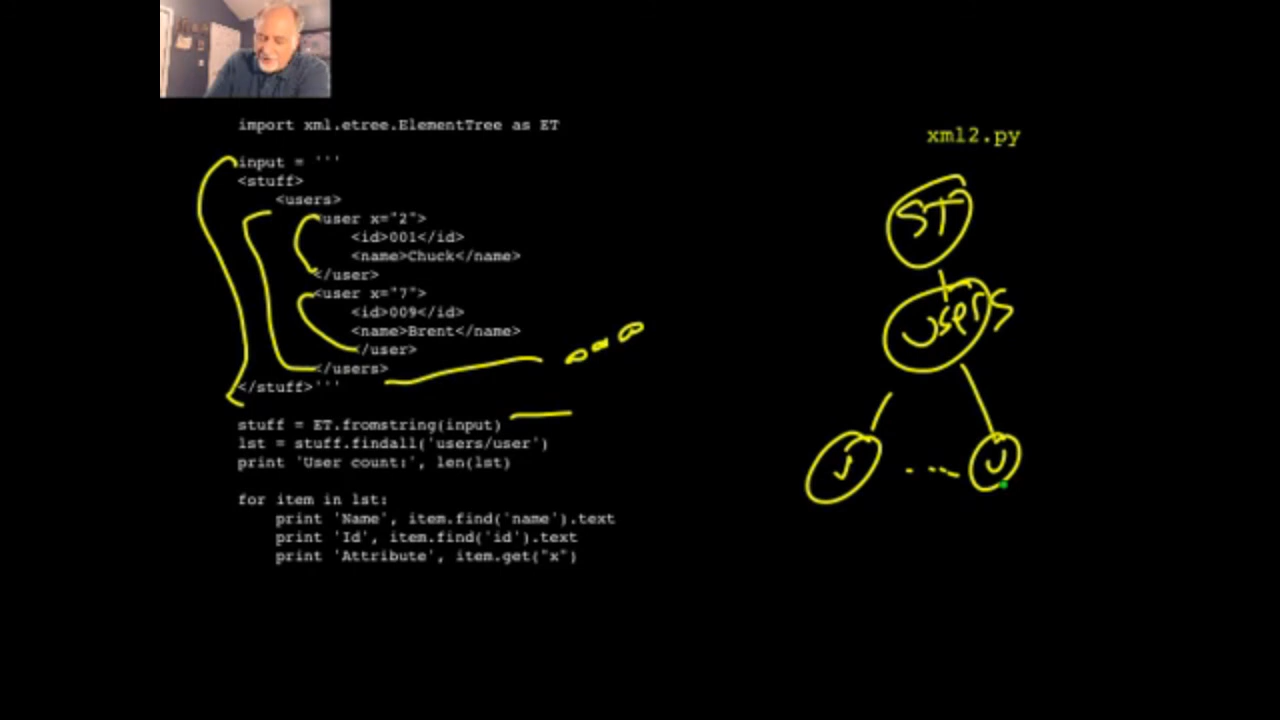 import xml.etree.ElementTree as ET
xml2.py
input = '''
<stuff>
<users>
<user x="2">
<id>001</id>
<name>Chuck</name>
</user>
<user x="7">
<id>009</id>
<name>Brent</name>
</user>
</users>
</stuff>'''
stuff = ET.fromstring(input)
lst = stuff.findall('users/user')
print 'User count:', len(lst)
for item in lst:
print 'Name', item.find('name').text
print 'Id', item.find('id').text
print 'Attribute', item.get("x")
ST
users
U
U